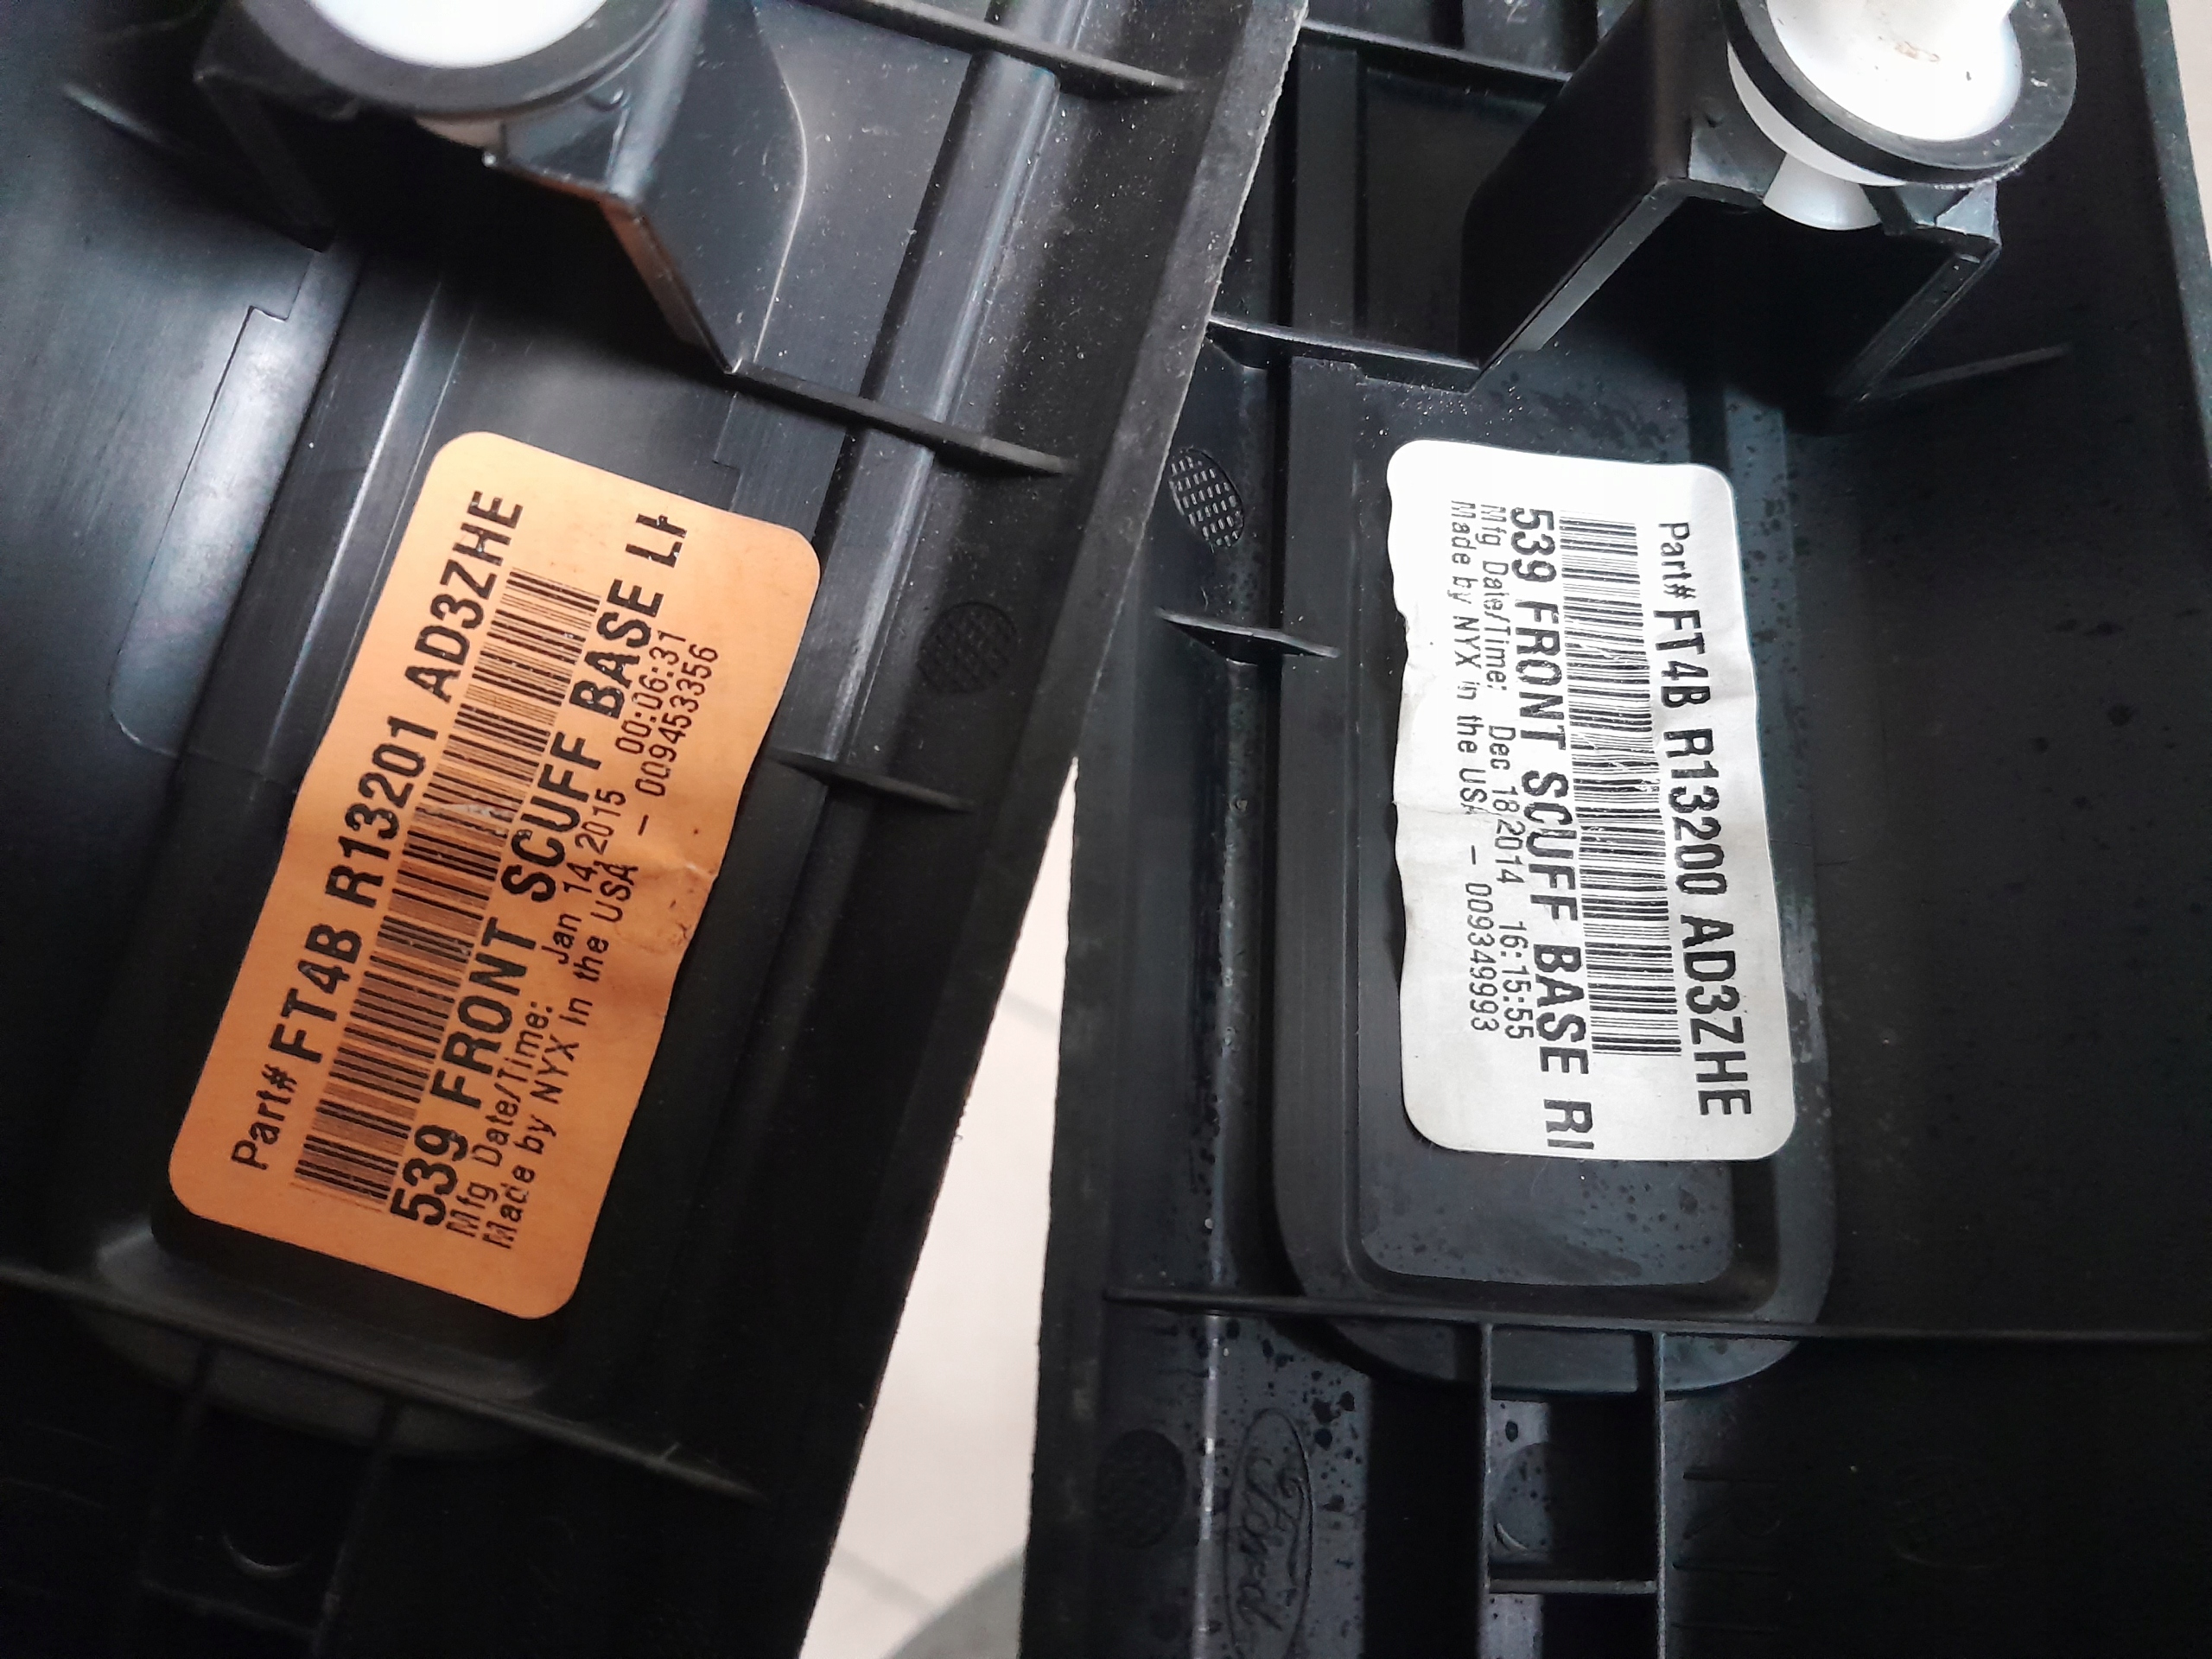 Part# FT4B R13201 AD3ZHE
539 FRONT SCUFF BASE LH
Mfg Date/Time: Jan 14,2015 00:06:31
Made by NYX in the USA - 009453356
Part# FT4B R13200 AD3ZHE
539 FRONT SCUFF BASE RI
Mfg Date/Time: Dec 18,2014 16:15:55
Made by NYX in the USA - 009349993
Ford